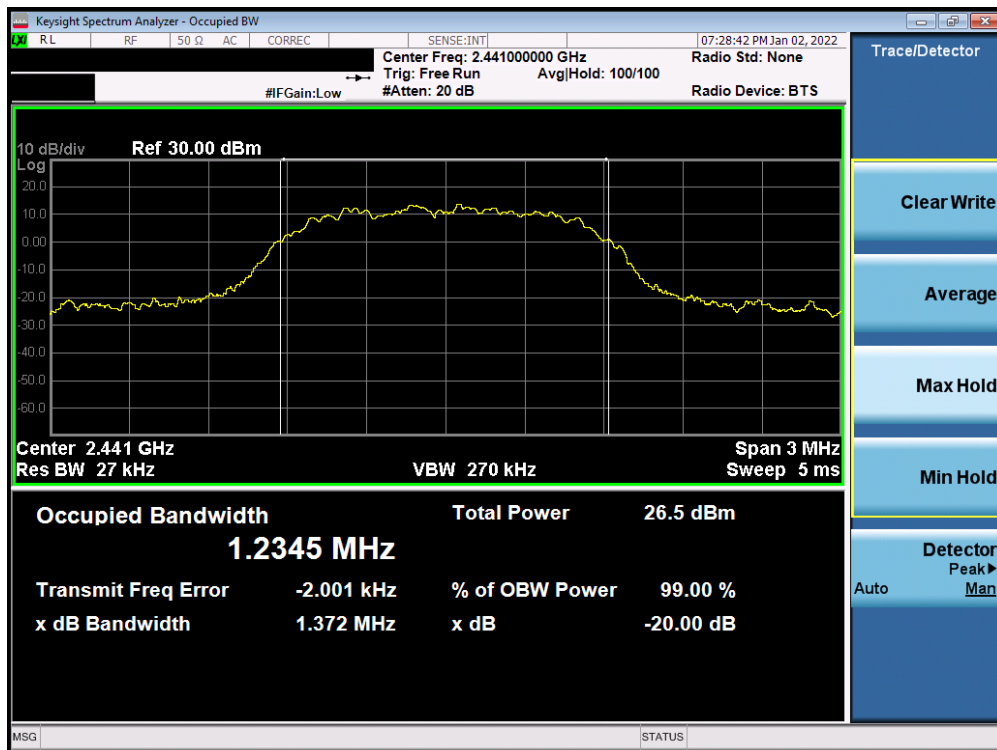 Keysight Spectrum Analyzer - Occupied BW
LXI RL RF 50 Ω AC CORREC SENSE:INT 07:28:42 PM Jan 02, 2022
Center Freq: 2.441000000 GHz Radio Std: None
Trig: Free Run Avg|Hold: 100/100
#IFGain:Low #Atten: 20 dB Radio Device: BTS
Trace/Detector
10 dB/div Ref 30.00 dBm
Log
20.0
10.0
0.00
-10.0
-20.0
-30.0
-40.0
-50.0
-60.0
Center 2.441 GHz Span 3 MHz
Res BW 27 kHz VBW 270 kHz Sweep 5 ms
Occupied Bandwidth Total Power 26.5 dBm
1.2345 MHz
Transmit Freq Error -2.001 kHz % of OBW Power 99.00 %
x dB Bandwidth 1.372 MHz x dB -20.00 dB
Clear Write
Average
Max Hold
Min Hold
Detector
Peak▶
Auto Man
MSG STATUS